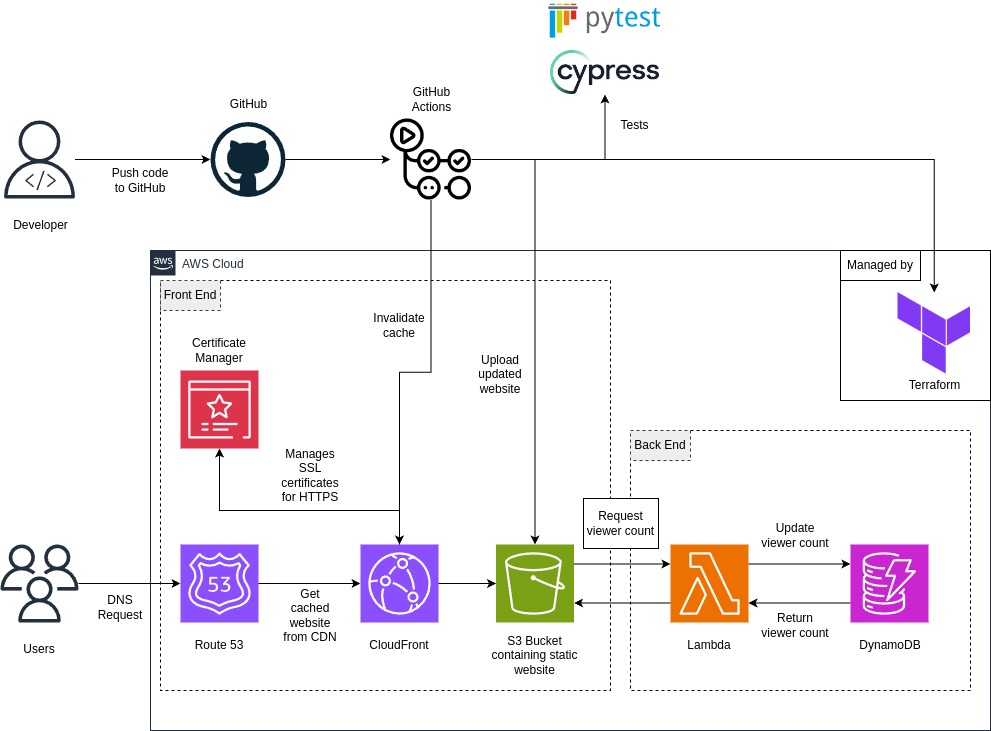 pytest
cypress
GitHub
GitHub
Actions
Tests
Push code
to GitHub
</>
Developer
aws
AWS Cloud
Managed by
Front End
Invalidate
cache
Certificate
Manager
Upload
updated
website
Terraform
Back End
Manages
SSL
certificates
for HTTPS
Request
viewer count
Update
viewer count
53
DNS
Request
Get
cached
website
from CDN
Return
viewer count
Users
Route 53
CloudFront
S3 Bucket
containing static
website
Lambda
DynamoDB